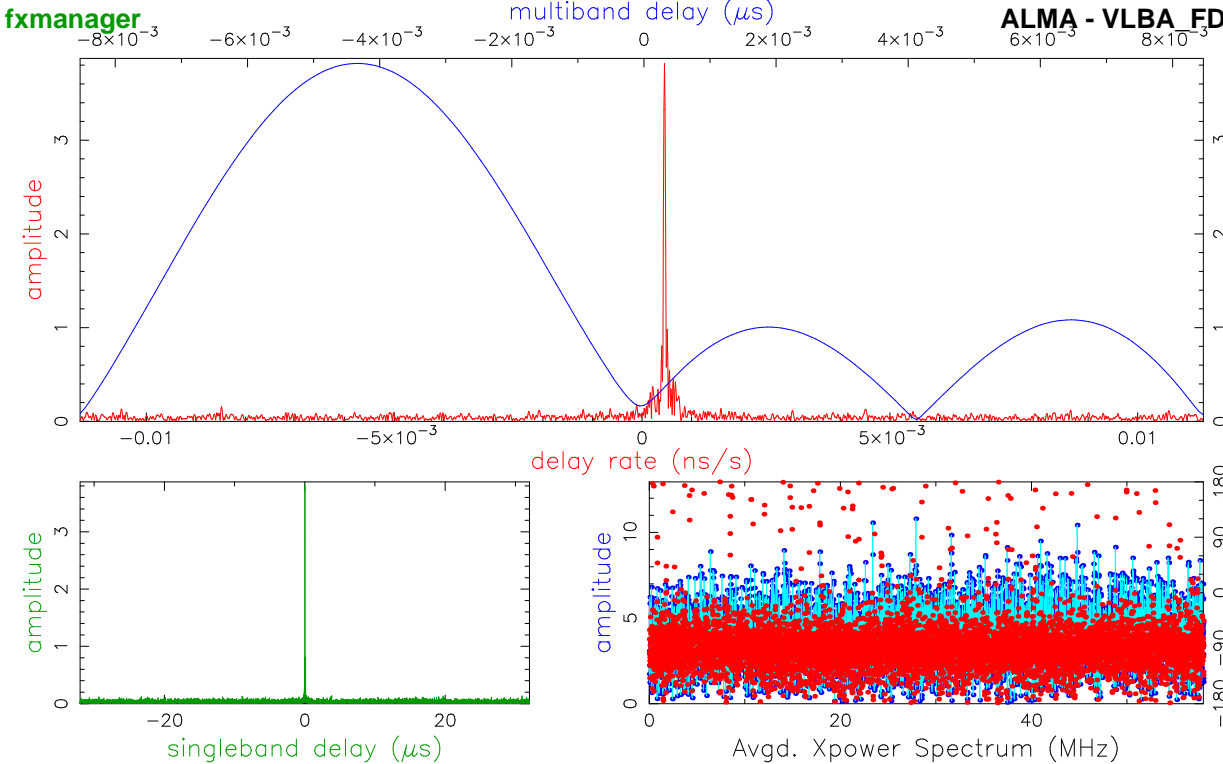 fxmanager
multiband delay (μs)
ALMA - VLBA_FD
−8×10⁻³ −6×10⁻³ −4×10⁻³ −2×10⁻³ 0 2×10⁻³ 4×10⁻³ 6×10⁻³ 8×10⁻³
amplitude
0 1 2 3
0 1 2 3
−0.01 −5×10⁻³ 0 5×10⁻³ 0.01
delay rate (ns/s)
amplitude
0 1 2 3
−20 0 20
singleband delay (μs)
amplitude
0 5 10
180 90 0 −90
0 20 40
Avgd. Xpower Spectrum (MHz)